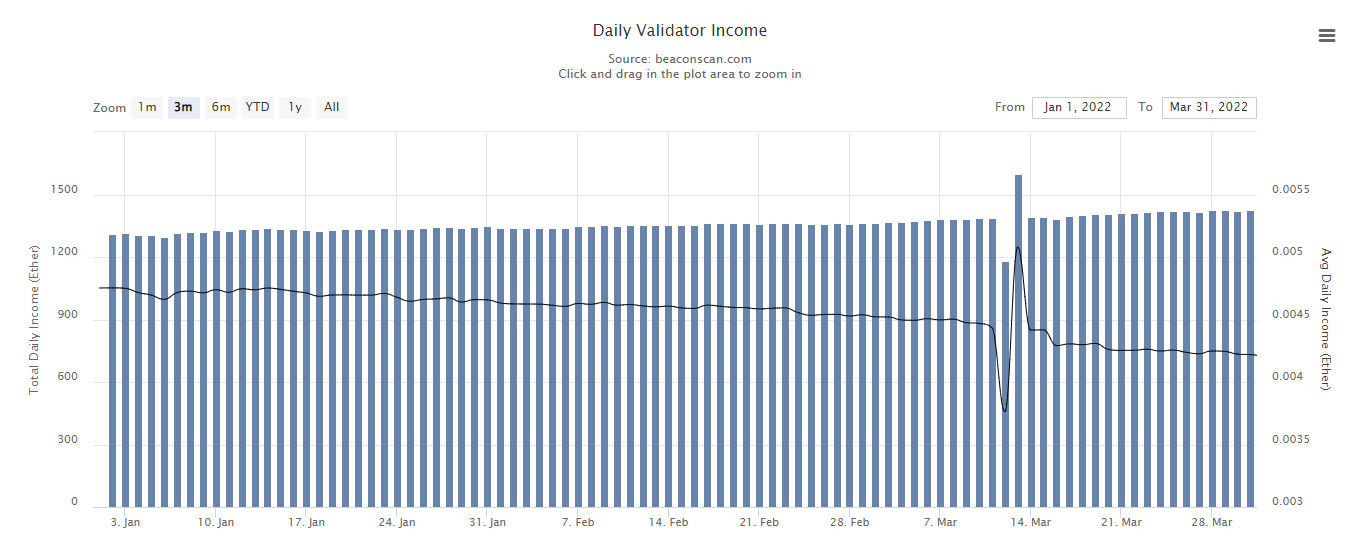 Daily Validator Income
Source: beaconscan.com
Click and drag in the plot area to zoom in
Zoom 1m 3m 6m YTD 1y All From Jan 1, 2022 To Mar 31, 2022
Total Daily Income (Ether)
1500
1200
900
600
300
0
0.0055
0.005
0.0045
0.004
0.0035
0.003
Avg Daily Income (Ether)
3. Jan 10. Jan 17. Jan 24. Jan 31. Jan 7. Feb 14. Feb 21. Feb 28. Feb 7. Mar 14. Mar 21. Mar 28. Mar